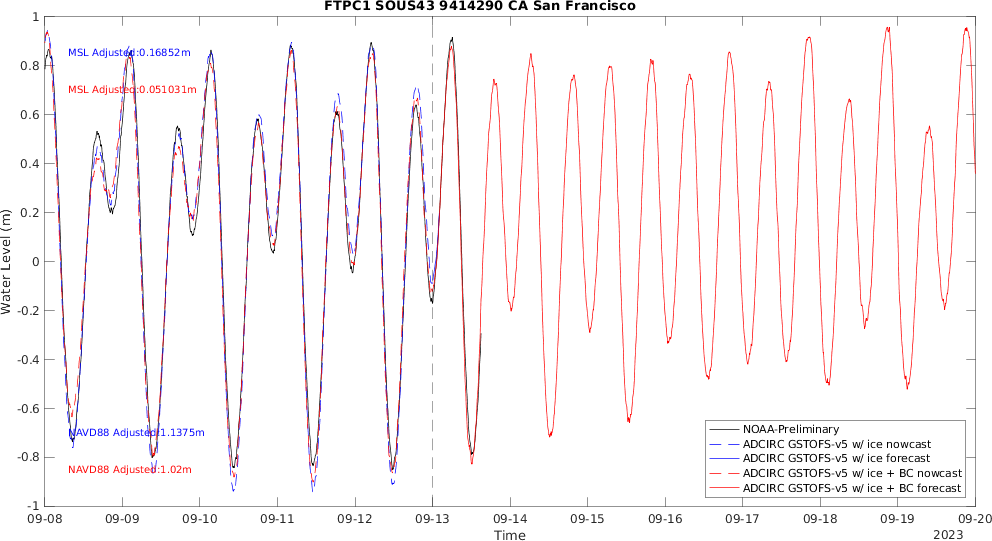 FTPC1 SOUS43 9414290 CA San Francisco
1
0.8
0.6
0.4
0.2
0
-0.2
-0.4
-0.6
-0.8
-1
Water Level (m)
MSL Adjusted:0.16852m
MSL Adjusted:0.051031m
NAVD88 Adjusted:1.1375m
NAVD88 Adjusted:1.02m
NOAA-Preliminary
ADCIRC GSTOFS-v5 w/ ice nowcast
ADCIRC GSTOFS-v5 w/ ice forecast
ADCIRC GSTOFS-v5 w/ ice + BC nowcast
ADCIRC GSTOFS-v5 w/ ice + BC forecast
09-08 09-09 09-10 09-11 09-12 09-13 09-14 09-15 09-16 09-17 09-18 09-19 09-20
Time
2023